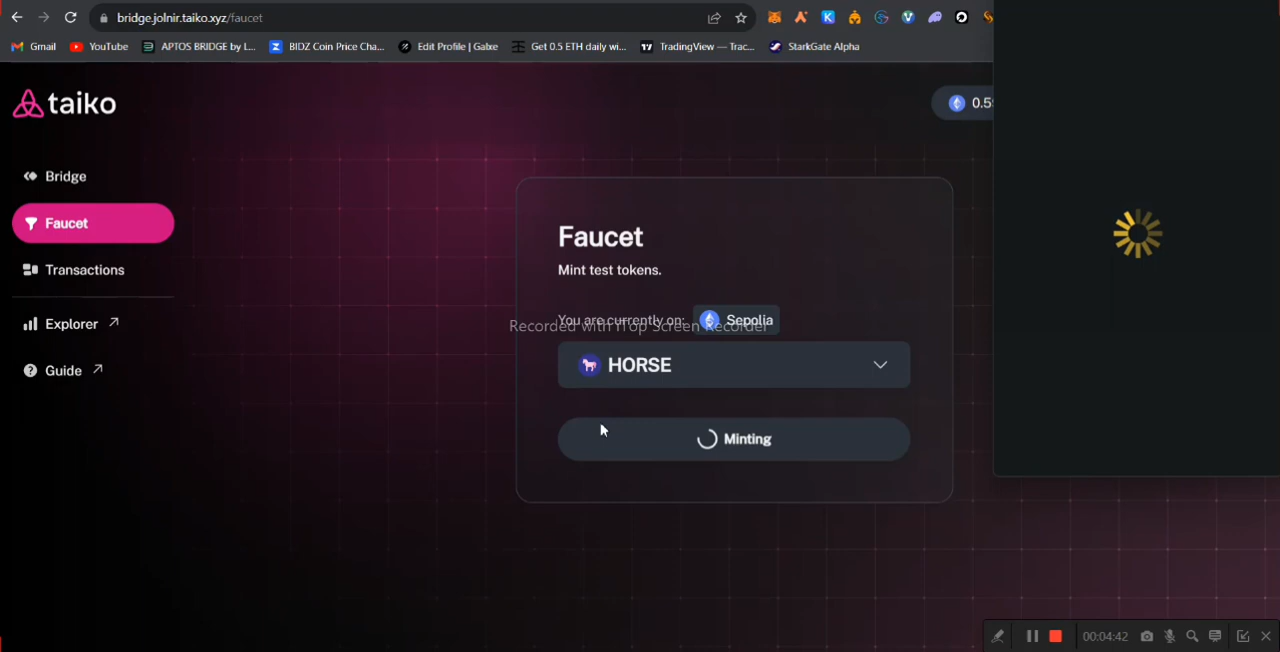 bridge.jolnir.taiko.xyz/faucet
Gmail YouTube APTOS BRIDGE by L... BIDZ Coin Price Cha... Edit Profile | Galxe Get 0.5 ETH daily wi... TradingView — Trac... StarkGate Alpha
taiko
0.5
Bridge
Faucet
Transactions
Explorer
Guide
Faucet
Mint test tokens.
You are currently on: Sepolia
Recorded with iTop Screen Recorder
HORSE
Minting
00:04:42